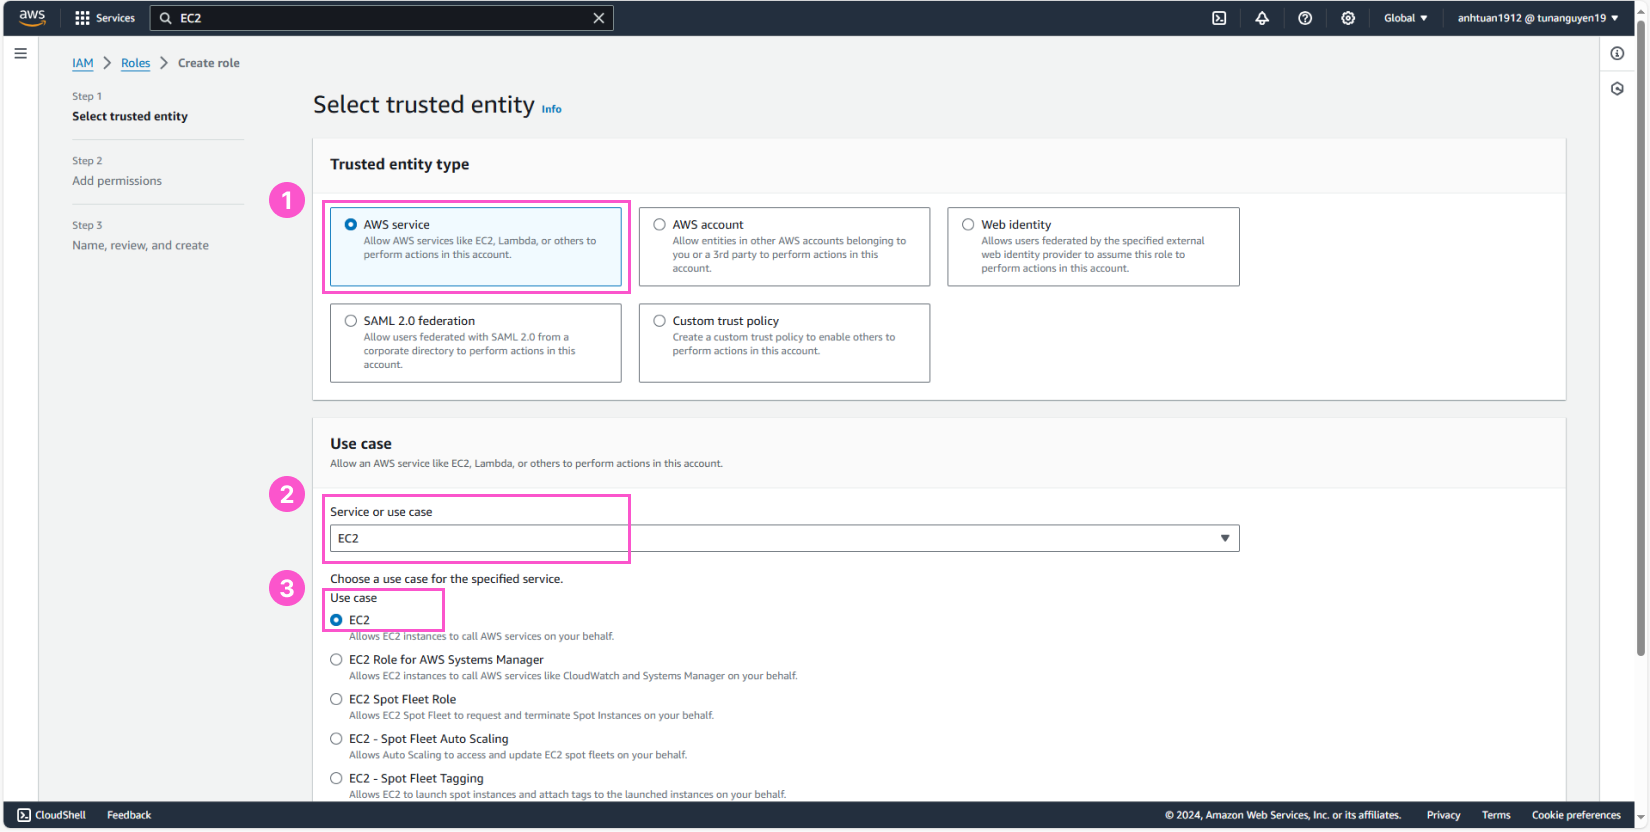 aws Services EC2 Global anhtuan1912 @ tunanguyen19
IAM Roles Create role
Step 1
Select trusted entity
Step 2
Add permissions
Step 3
Name, review, and create
Select trusted entity Info
Trusted entity type
1
AWS service
Allow AWS services like EC2, Lambda, or others to
perform actions in this account.
AWS account
Allow entities in other AWS accounts belonging to
you or a 3rd party to perform actions in this
account.
Web identity
Allows users federated by the specified external
web identity provider to assume this role to
perform actions in this account.
SAML 2.0 federation
Allow users federated with SAML 2.0 from a
corporate directory to perform actions in this
account.
Custom trust policy
Create a custom trust policy to enable others to
perform actions in this account.
Use case
Allow an AWS service like EC2, Lambda, or others to perform actions in this account.
2
Service or use case
EC2
Choose a use case for the specified service.
3
Use case
EC2
Allows EC2 instances to call AWS services on your behalf.
EC2 Role for AWS Systems Manager
Allows EC2 instances to call AWS services like CloudWatch and Systems Manager on your behalf.
EC2 Spot Fleet Role
Allows EC2 Spot Fleet to request and terminate Spot Instances on your behalf.
EC2 - Spot Fleet Auto Scaling
Allows Auto Scaling to access and update EC2 spot fleets on your behalf.
EC2 - Spot Fleet Tagging
Allows EC2 to launch spot instances and attach tags to the launched instances on your behalf.
CloudShell Feedback © 2024, Amazon Web Services, Inc. or its affiliates. Privacy Terms Cookie preferences